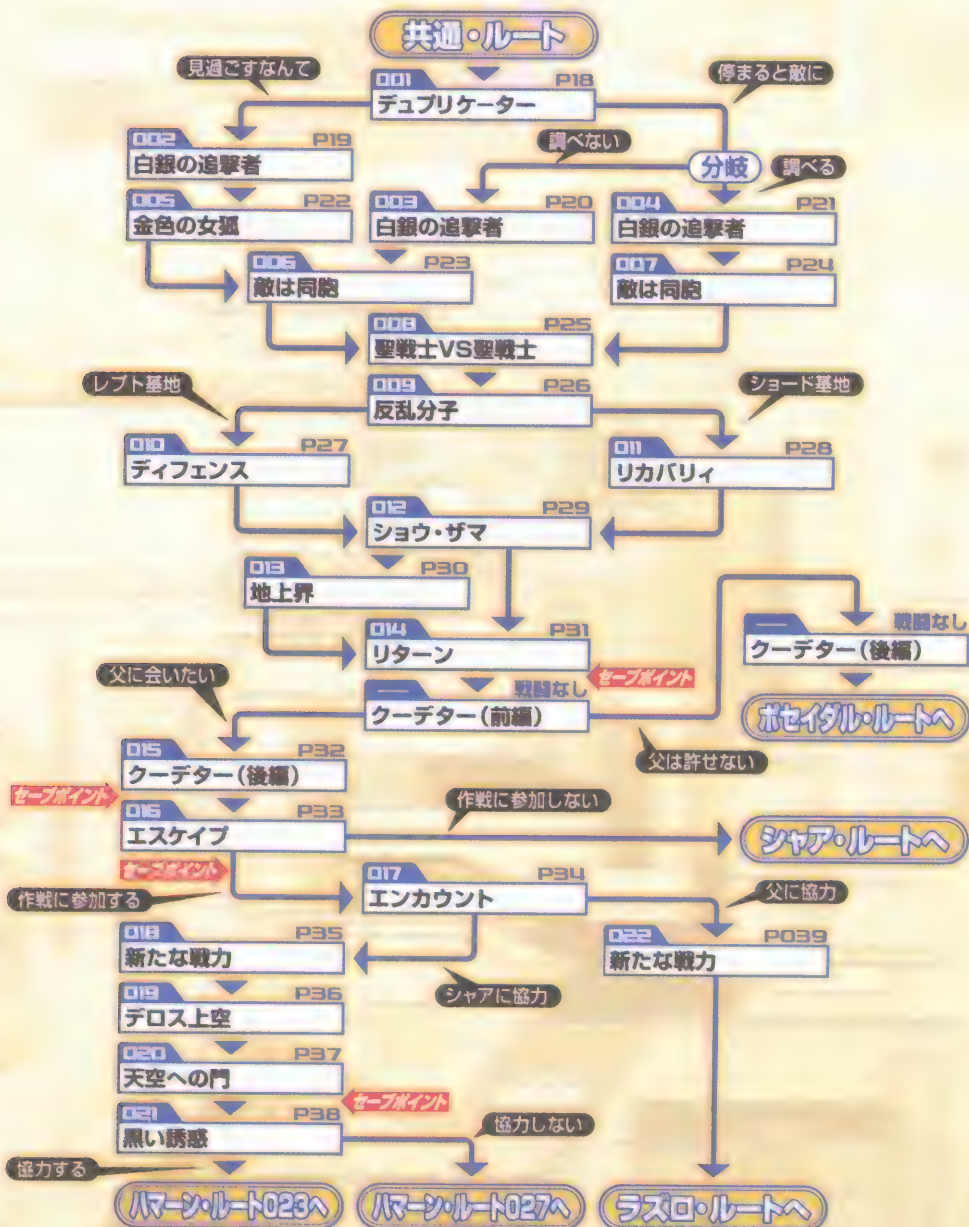 共通・ルート
見過ごすなんて
001 P18
デュプリケーター
停まると敵に
002 P19
白銀の追撃者
調べない
分岐
調べる
005 P22
金色の女狐
003 P20
白銀の追撃者
004 P21
白銀の追撃者
006 P23
敵は同胞
007 P24
敵は同胞
008 P25
聖戦士VS聖戦士
レプト基地
009 P26
反乱分子
ショード基地
010 P27
ディフェンス
011 P28
リカバリィ
012 P29
ショウ・ザマ
013 P30
地上界
014 P31
リターン
戦闘なし
クーデター(後編)
父に会いたい
セーブポイント
戦闘なし
クーデター(前編)
ポセイダル・ルートへ
父は許せない
015 P32
クーデター(後編)
セーブポイント
作戦に参加しない
016 P33
エスケイプ
シャア・ルートへ
セーブポイント
作戦に参加する
017 P34
エンカウント
父に協力
018 P35
新たな戦力
022 P039
新たな戦力
シャアに協力
019 P36
デロス上空
020 P37
天空への門
セーブポイント
021 P38
黒い誘惑
協力しない
協力する
ハマーン・ルート023へ
ハマーン・ルート027へ
ラズロ・ルートへ